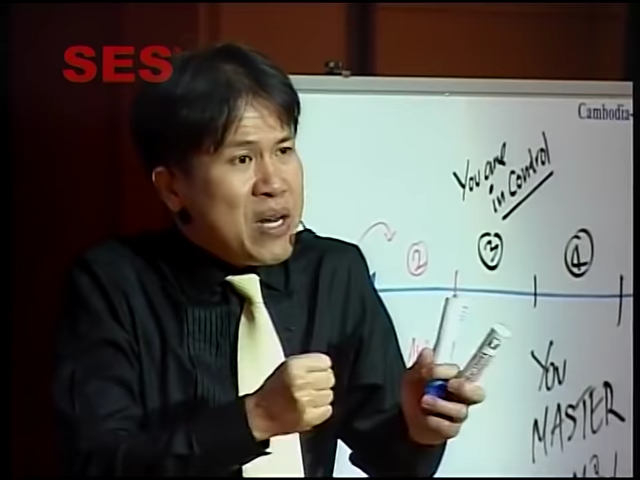 SES
Cambodia-
You are
in Control
2 3 4
You
MASTER